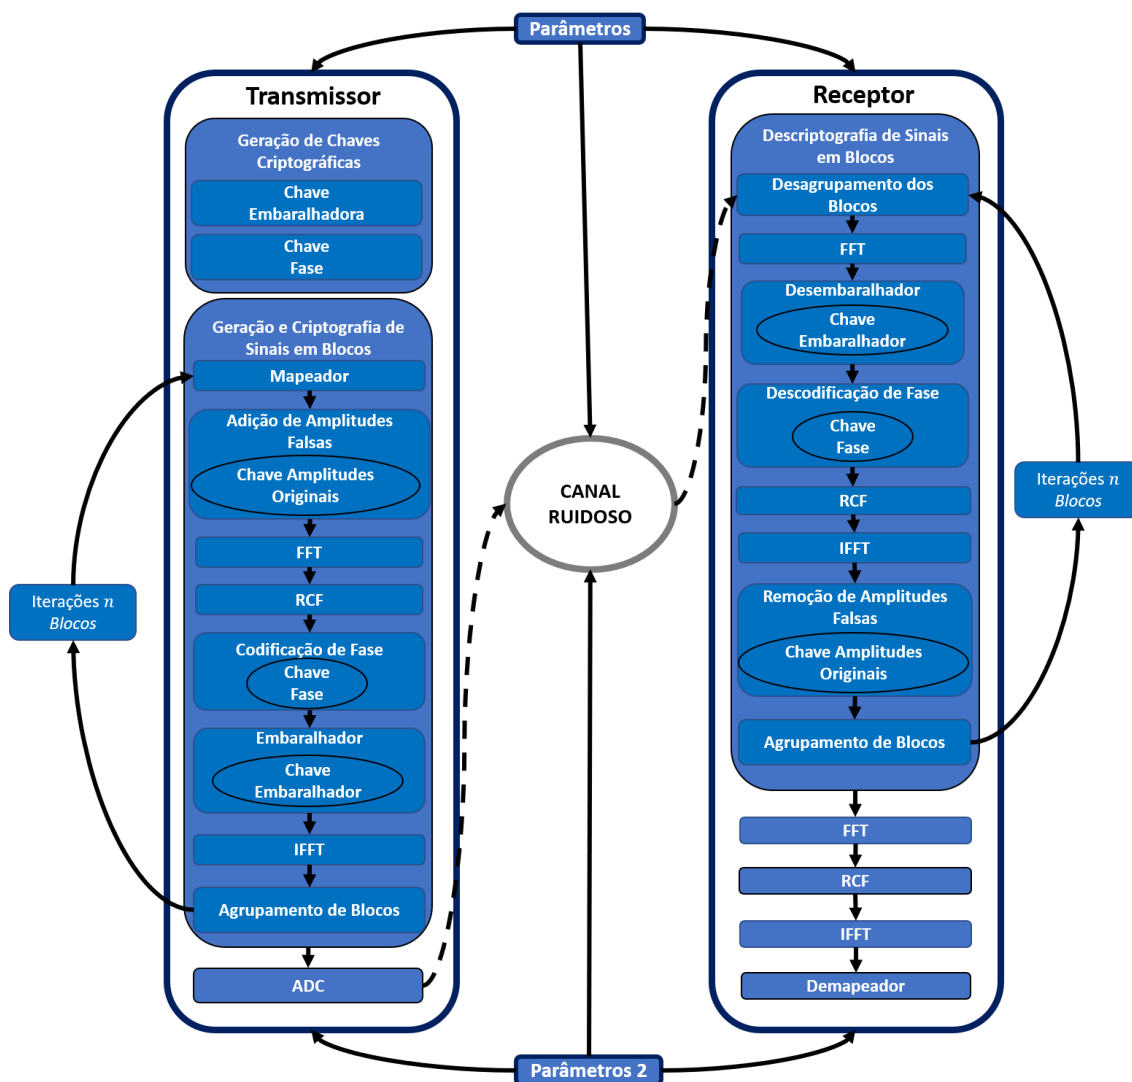 Parâmetros
Transmissor
Geração de Chaves
Criptográficas
Chave
Embaralhadora
Chave
Fase
Geração e Criptografia de
Sinais em Blocos
Mapeador
Adição de Amplitudes
Falsas
Chave Amplitudes
Originais
FFT
RCF
Codificação de Fase
Chave
Fase
Embaralhador
Chave
Embaralhador
IFFT
Agrupamento de Blocos
ADC
Iterações n
Blocos
CANAL
RUIDOSO
Receptor
Descriptografia de Sinais
em Blocos
Desagrupamento dos
Blocos
FFT
Desembaralhador
Chave
Embaralhador
Descodificação de Fase
Chave
Fase
RCF
IFFT
Remoção de Amplitudes
Falsas
Chave Amplitudes
Originais
Agrupamento de Blocos
Iterações n
Blocos
FFT
RCF
IFFT
Demapeador
Parâmetros 2